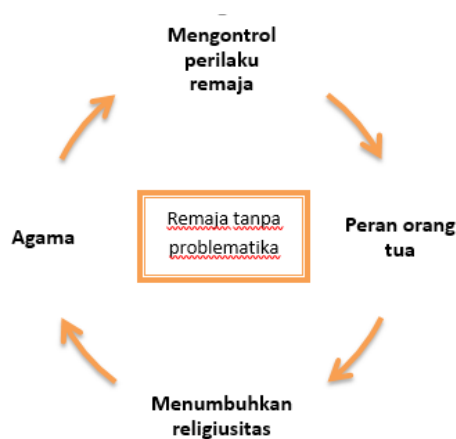 Mengontrol
perilaku
remaja
Agama
Remaja tanpa
problematika
Peran orang
tua
Menumbuhkan
religiusitas